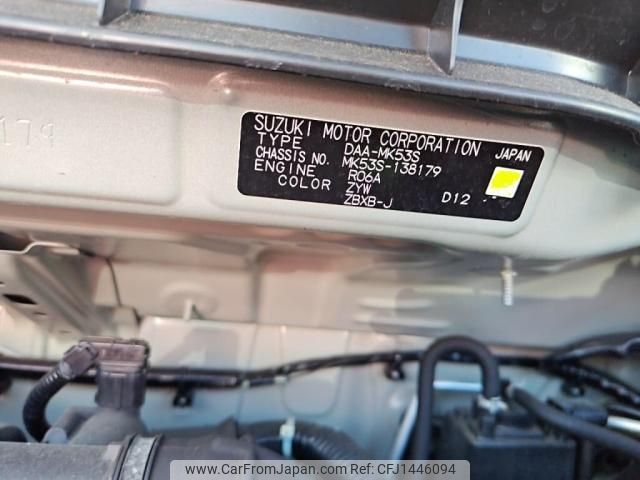 179
SUZUKI MOTOR CORPORATION
TYPE DAA-MK53S JAPAN
CHASSIS NO. MK53S-138179
ENGINE R06A
COLOR ZYW
ZBXB-J D12
www.CarFromJapan.com | CFJ1446094